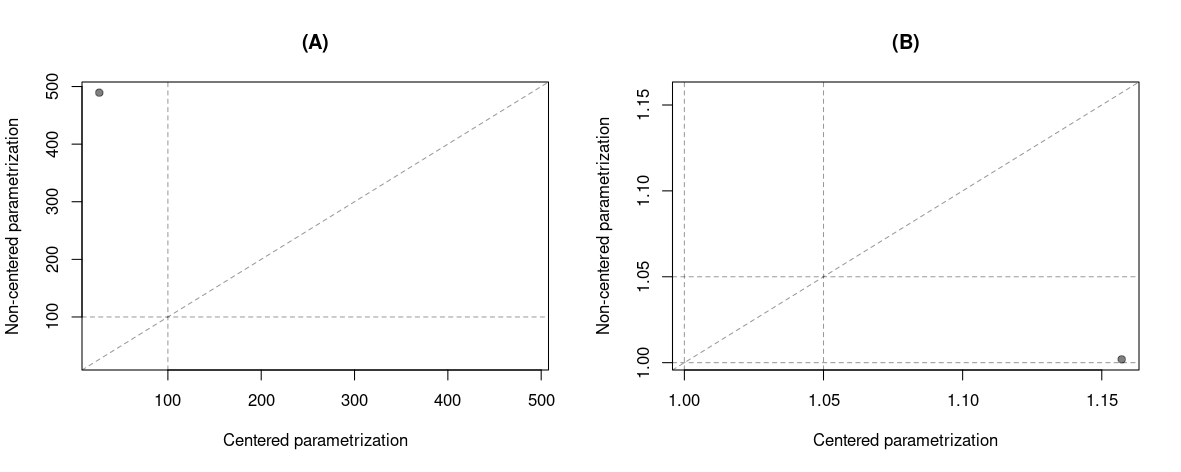 (A)
500
400
300
200
100
Non-centered parametrization
100 200 300 400 500
Centered parametrization
(B)
1.15
1.10
1.05
1.00
Non-centered parametrization
1.00 1.05 1.10 1.15
Centered parametrization